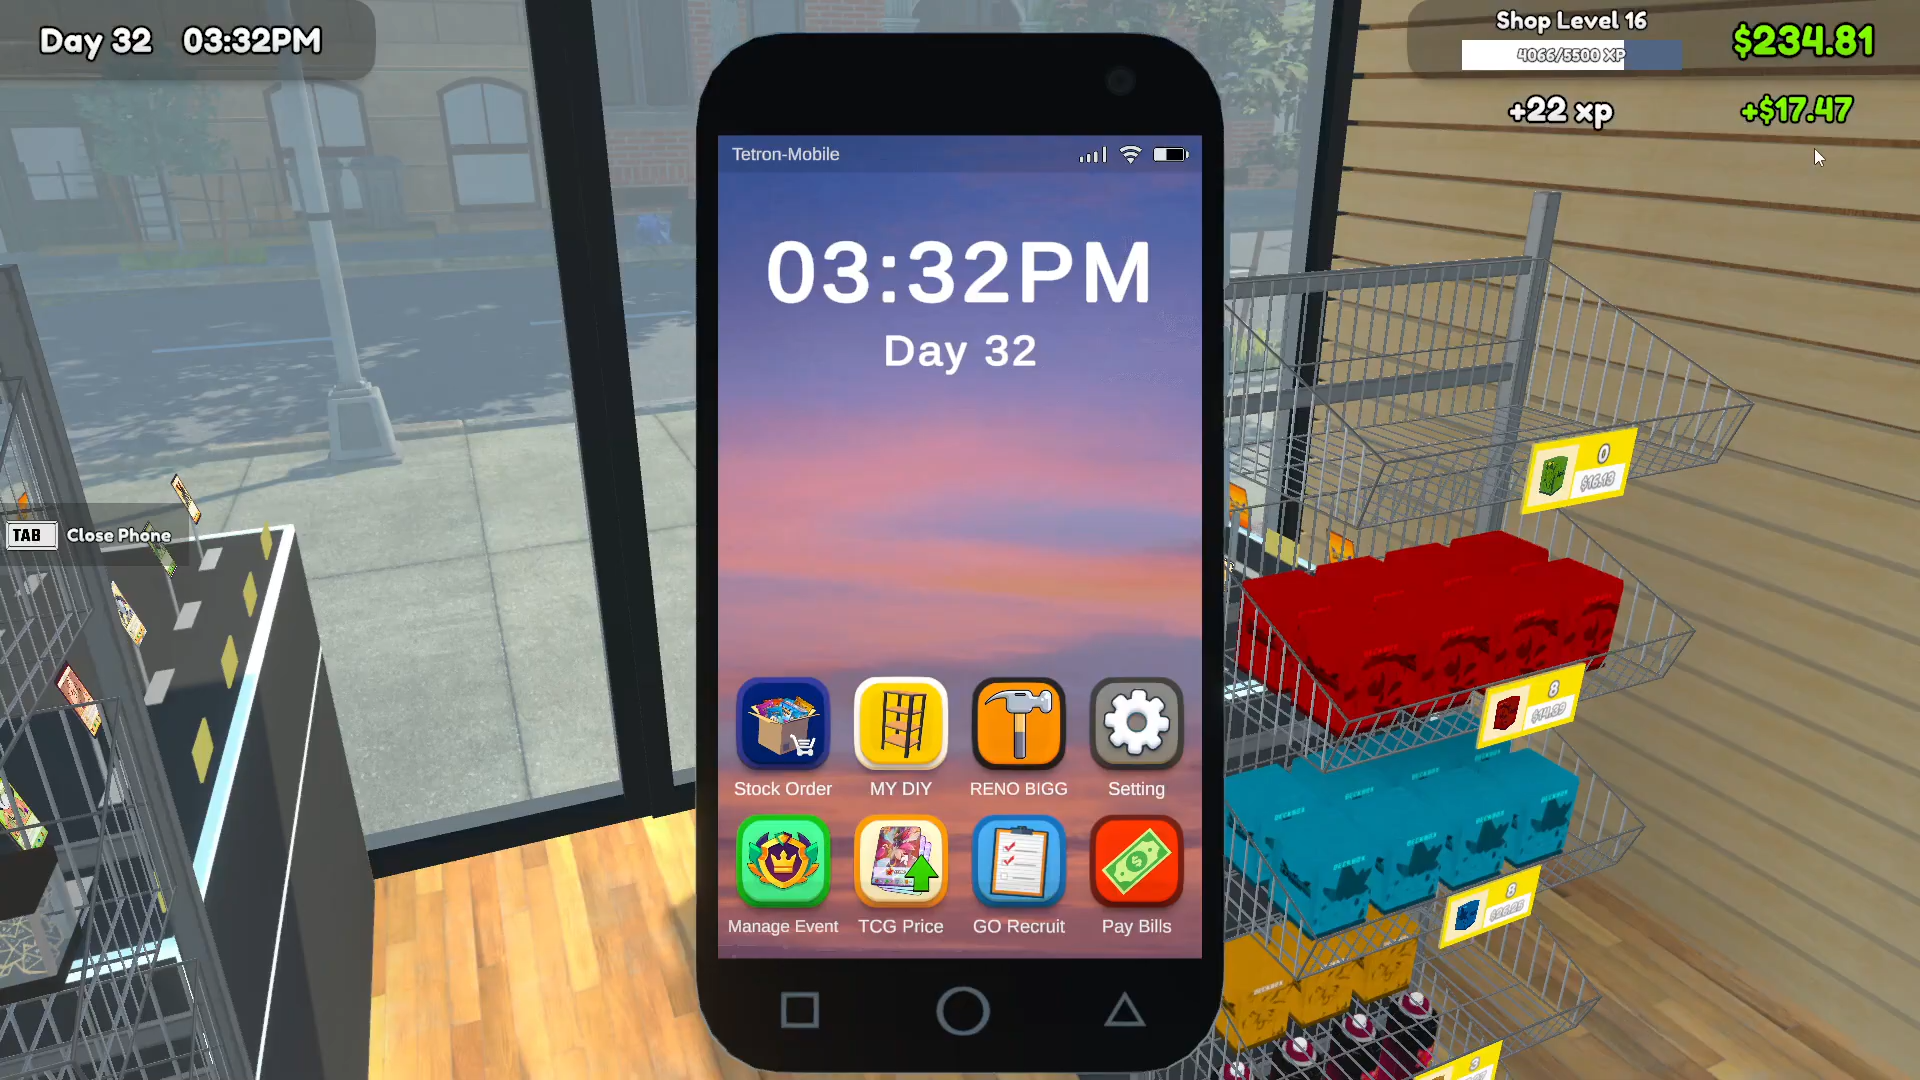 Day 32 03:32PM
Shop Level 16
4066/5500 XP
$234.81
+22 xp
+$17.47
Tetron-Mobile
03:32PM
Day 32
TAB Close Phone
Stock Order
MY DIY
RENO BIGG
Setting
Manage Event
TCG Price
GO Recruit
Pay Bills
0
$16.13
8
8
3